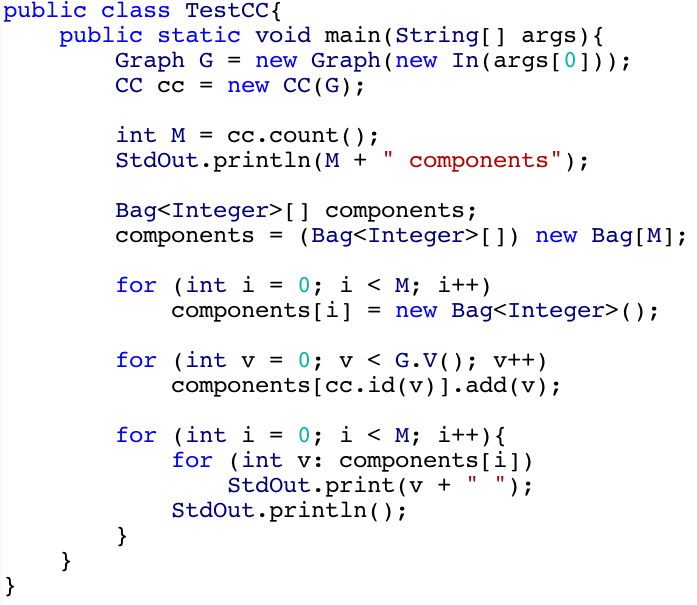 public class TestCC{
    public static void main(String[] args){
        Graph G = new Graph(new In(args[0]));
        CC cc = new CC(G);

        int M = cc.count();
        StdOut.println(M + " components");

        Bag<Integer>[] components;
        components = (Bag<Integer>[]) new Bag[M];

        for (int i = 0; i < M; i++)
            components[i] = new Bag<Integer>();

        for (int v = 0; v < G.V(); v++)
            components[cc.id(v)].add(v);

        for (int i = 0; i < M; i++){
            for (int v: components[i])
                StdOut.print(v + " ");
            StdOut.println();
        }
    }
}